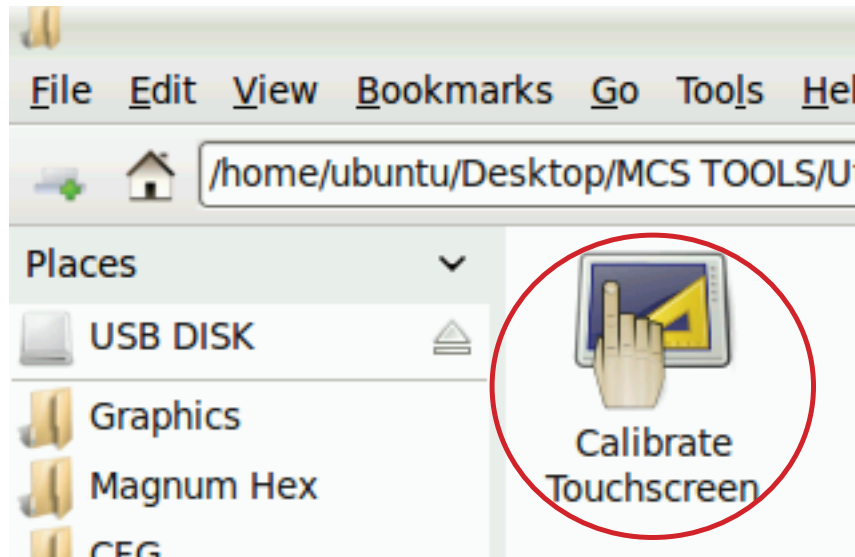 File Edit View Bookmarks Go Tools
/home/ubuntu/Desktop/MCS TOOLS/
Places
USB DISK
Graphics
Magnum Hex
CFG
Calibrate
Touchscreen